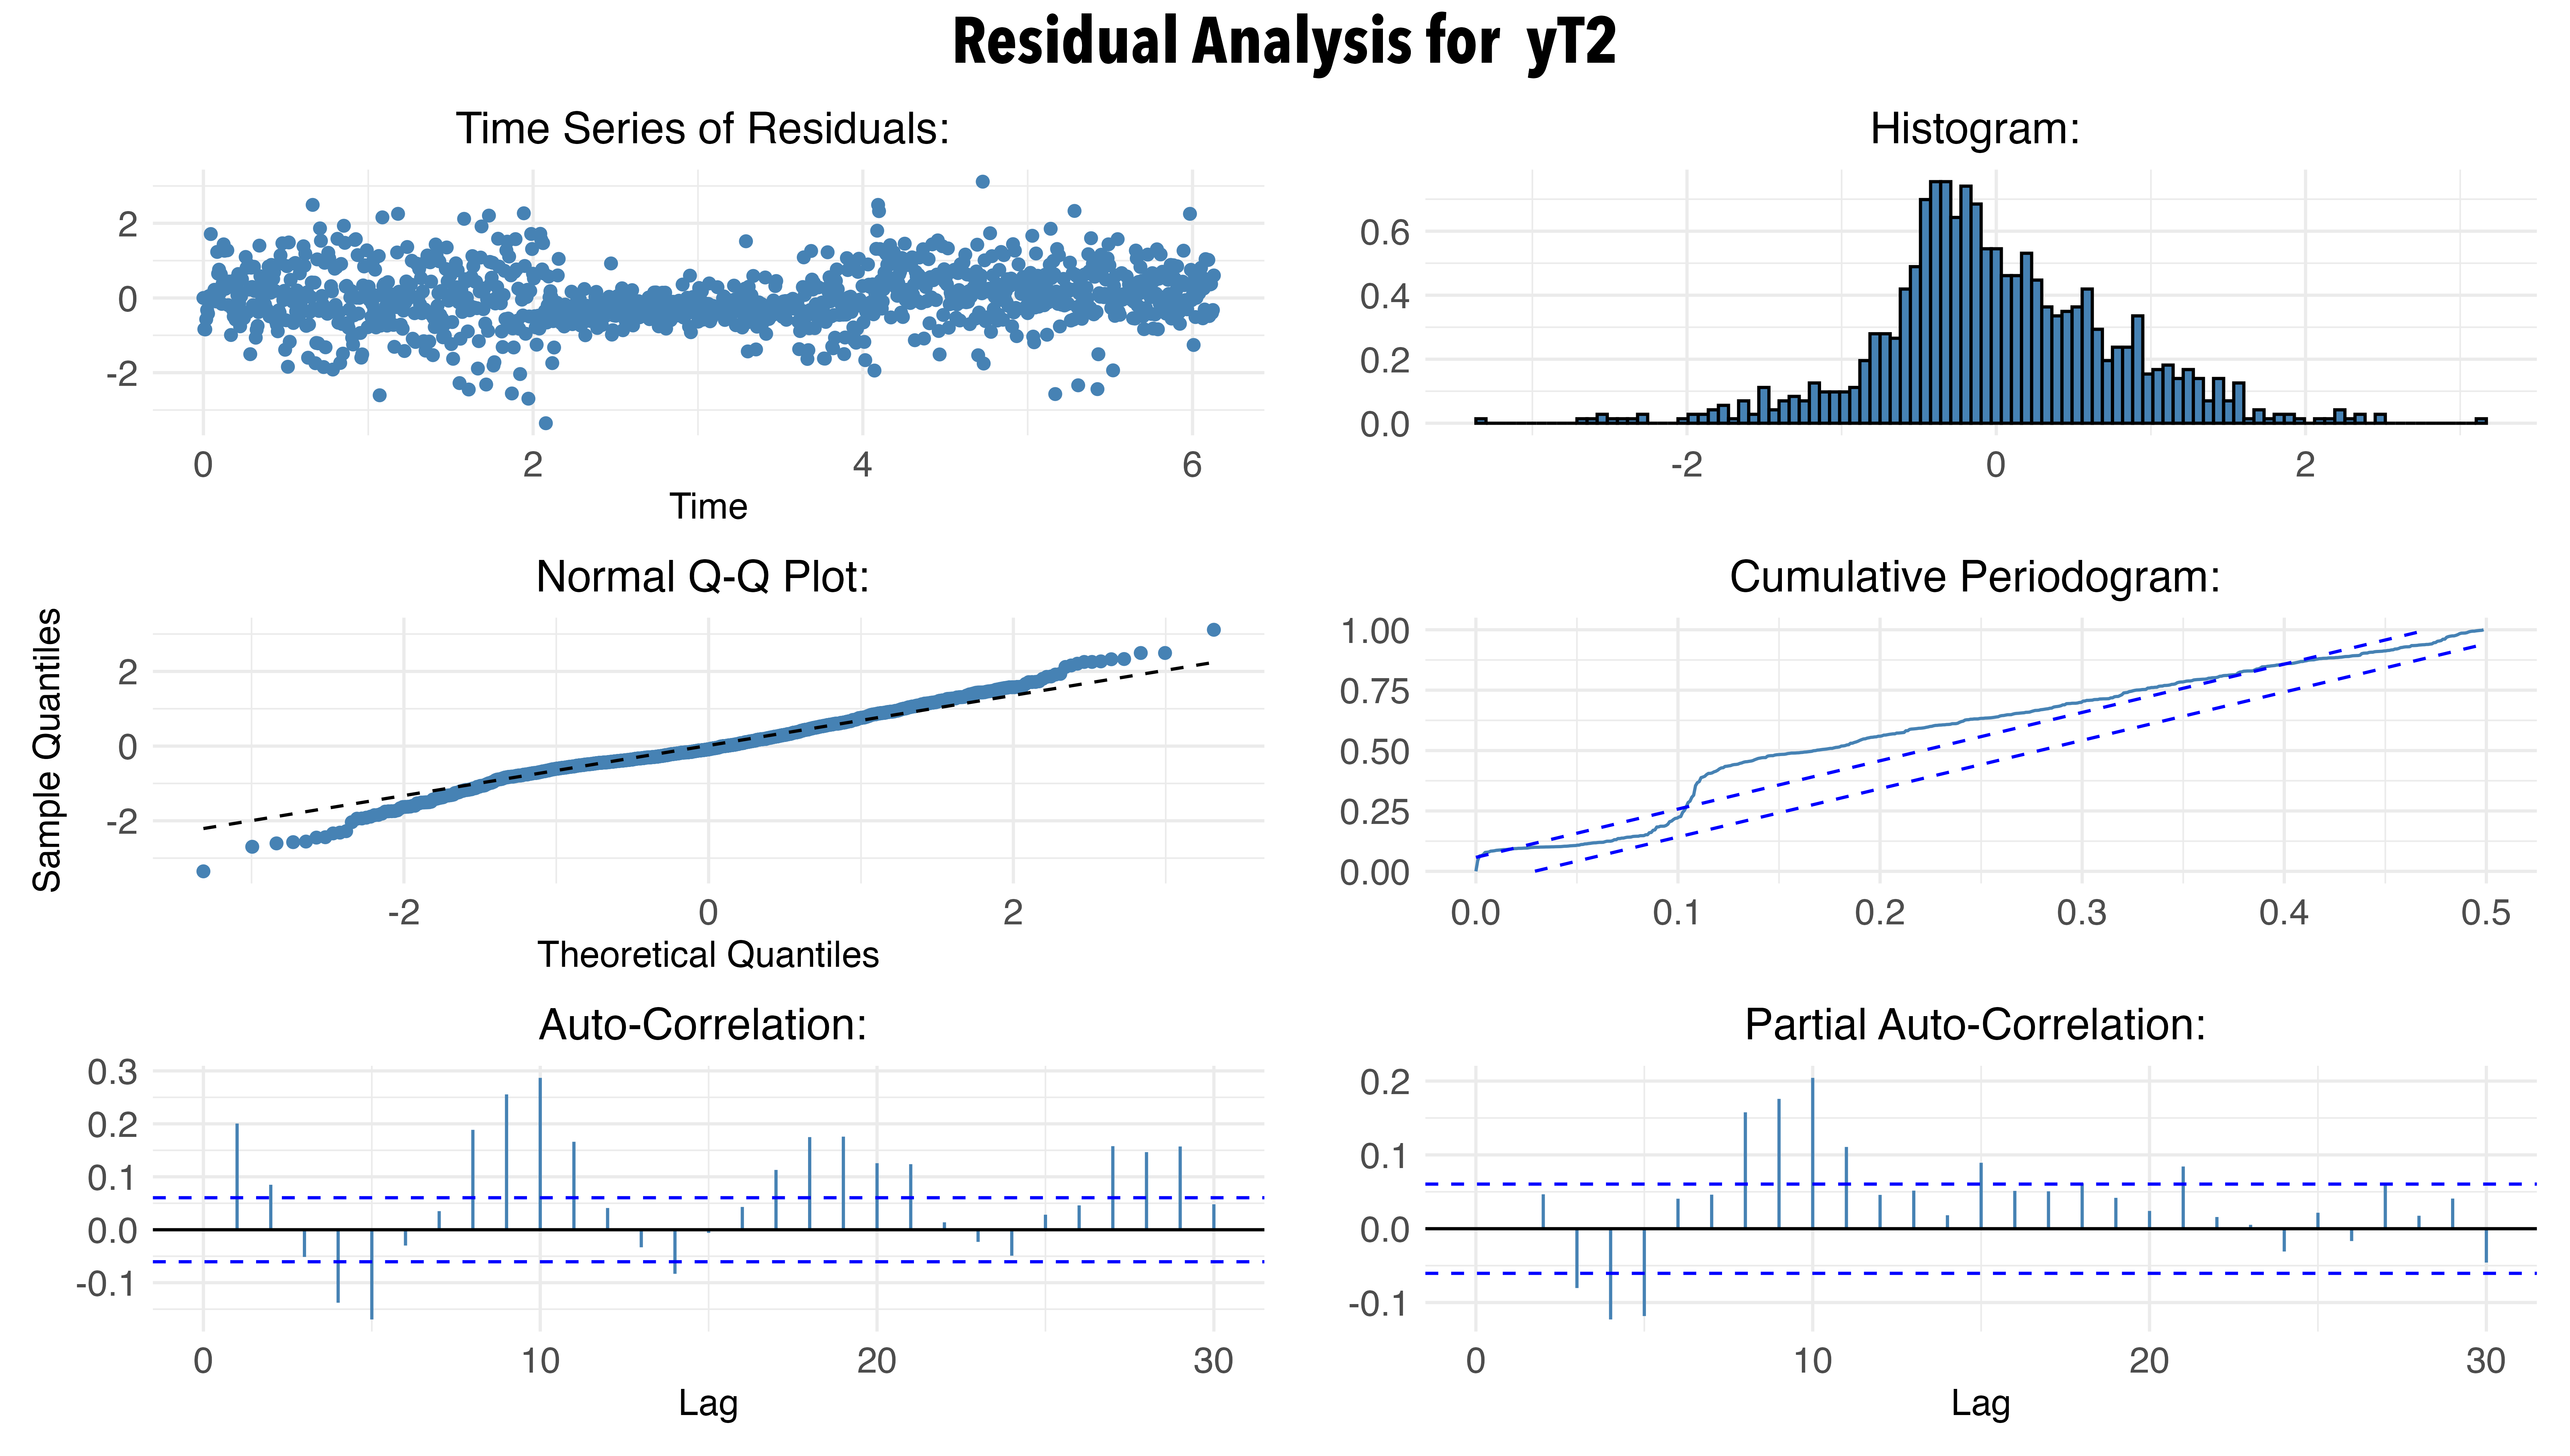 Residual Analysis for yT2
Time Series of Residuals:
2
0
-2
0 2 4 6
Time
Histogram:
0.6
0.4
0.2
0.0
-2 0 2
Normal Q-Q Plot:
Sample Quantiles
2
0
-2
-2 0 2
Theoretical Quantiles
Cumulative Periodogram:
1.00
0.75
0.50
0.25
0.00
0.0 0.1 0.2 0.3 0.4 0.5
Auto-Correlation:
0.3
0.2
0.1
0.0
-0.1
0 10 20 30
Lag
Partial Auto-Correlation:
0.2
0.1
0.0
-0.1
0 10 20 30
Lag